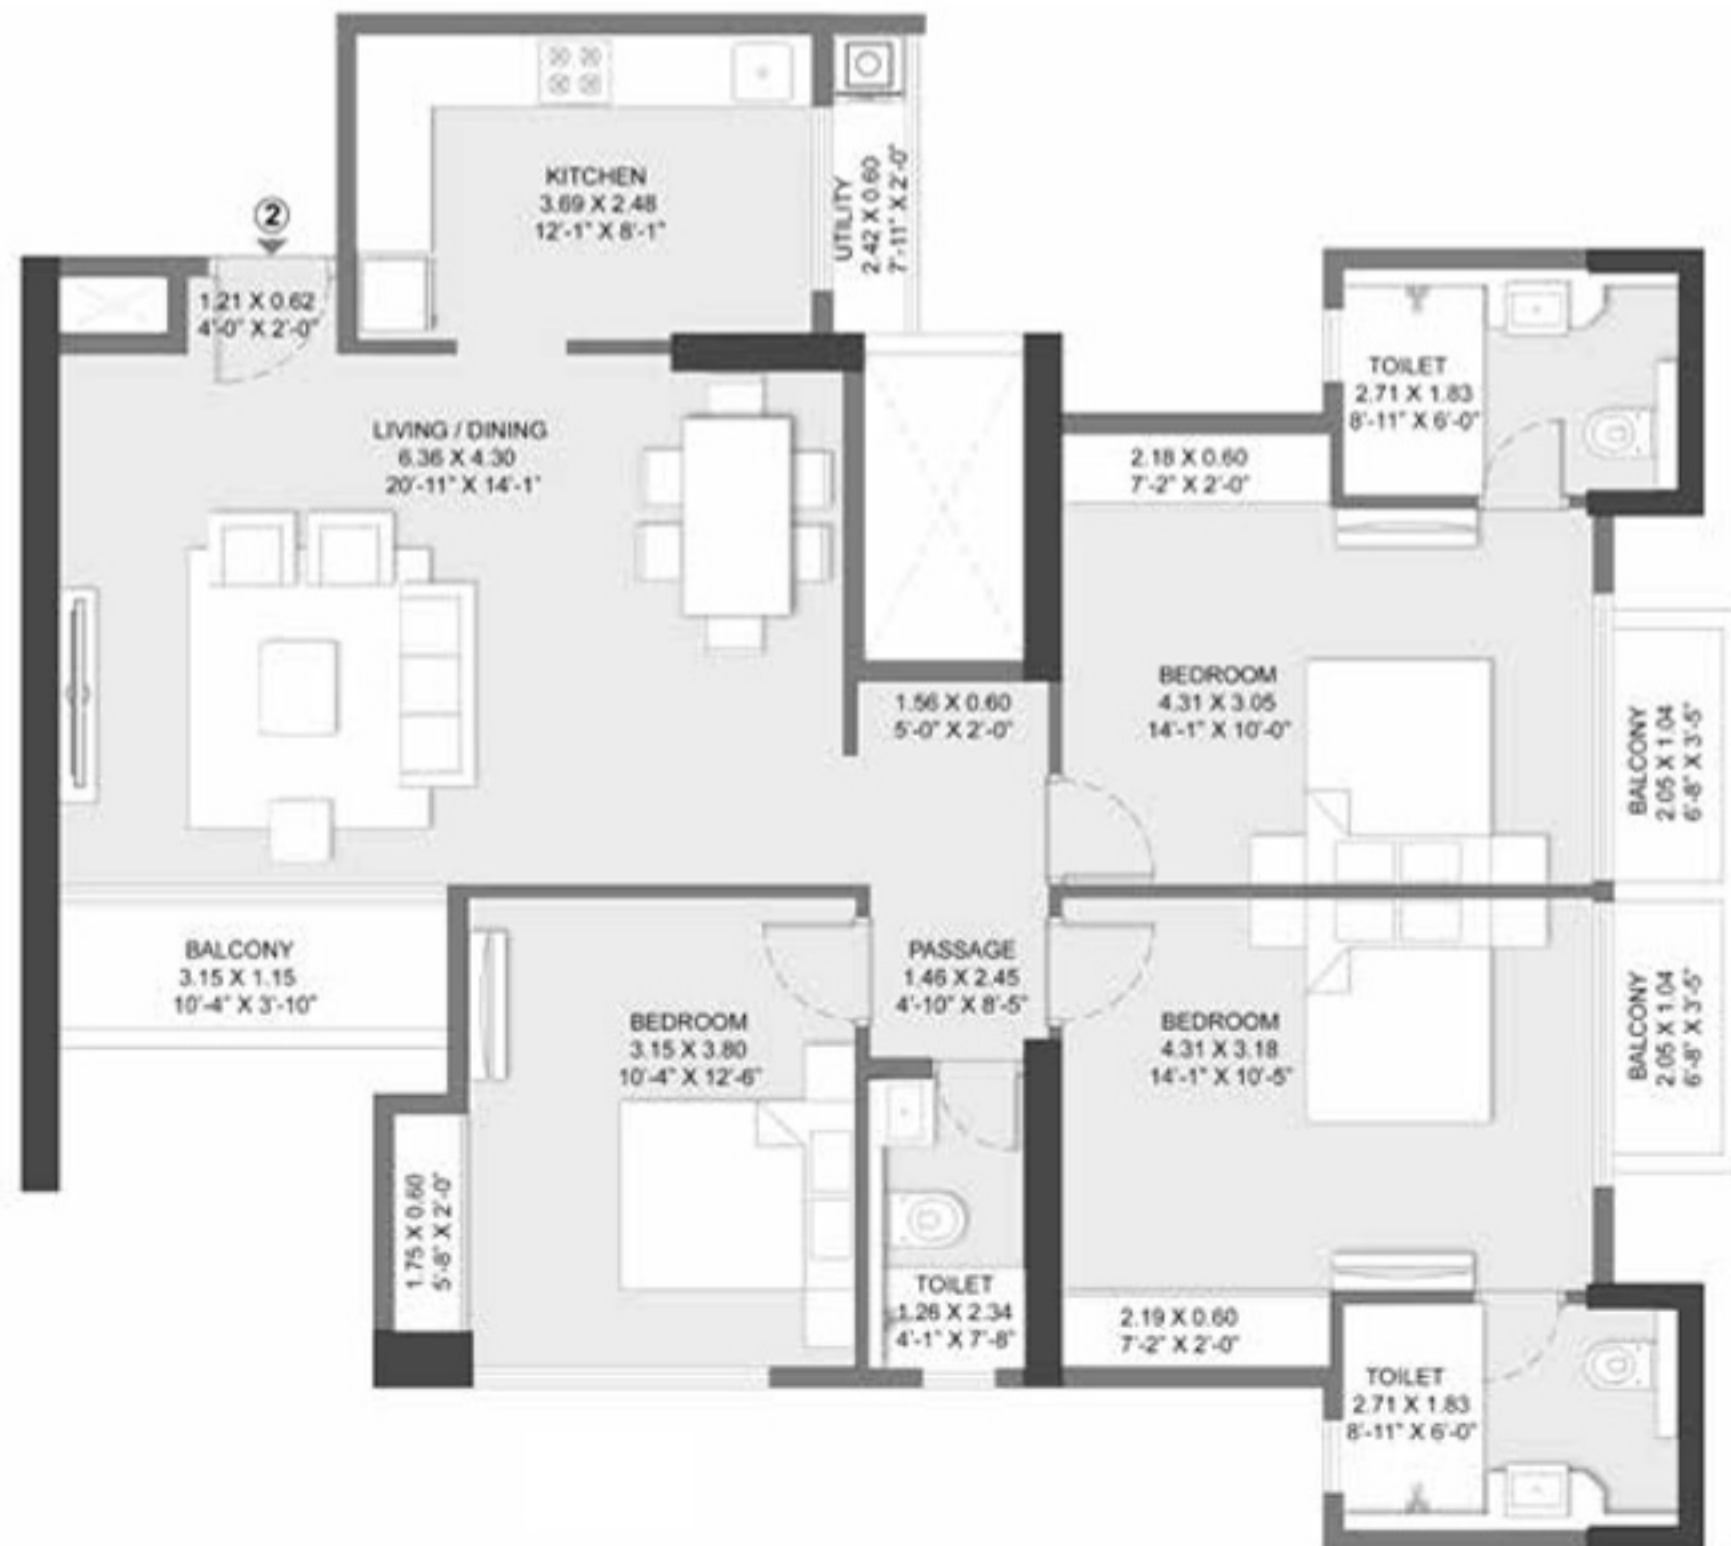 KITCHEN
3.69 X 2.48
12'-1" X 8'-1"
UTILITY
2.42 X 0.60
7'-11" X 2'-0"
2
1.21 X 0.62
4'-0" X 2'-0"
LIVING / DINING
6.36 X 4.30
20'-11" X 14'-1"
TOILET
2.71 X 1.83
8'-11" X 6'-0"
2.18 X 0.60
7'-2" X 2'-0"
1.56 X 0.60
5'-0" X 2'-0"
BEDROOM
4.31 X 3.05
14'-1" X 10'-0"
BALCONY
2.05 X 1.04
6'-8" X 3'-5"
BALCONY
3.15 X 1.15
10'-4" X 3'-10"
PASSAGE
1.46 X 2.45
4'-10" X 8'-5"
BEDROOM
3.15 X 3.80
10'-4" X 12'-6"
BEDROOM
4.31 X 3.18
14'-1" X 10'-5"
BALCONY
2.05 X 1.04
6'-8" X 3'-5"
1.75 X 0.60
5'-8" X 2'-0"
TOILET
1.26 X 2.34
4'-1" X 7'-8"
2.19 X 0.60
7'-2" X 2'-0"
TOILET
2.71 X 1.83
8'-11" X 6'-0"